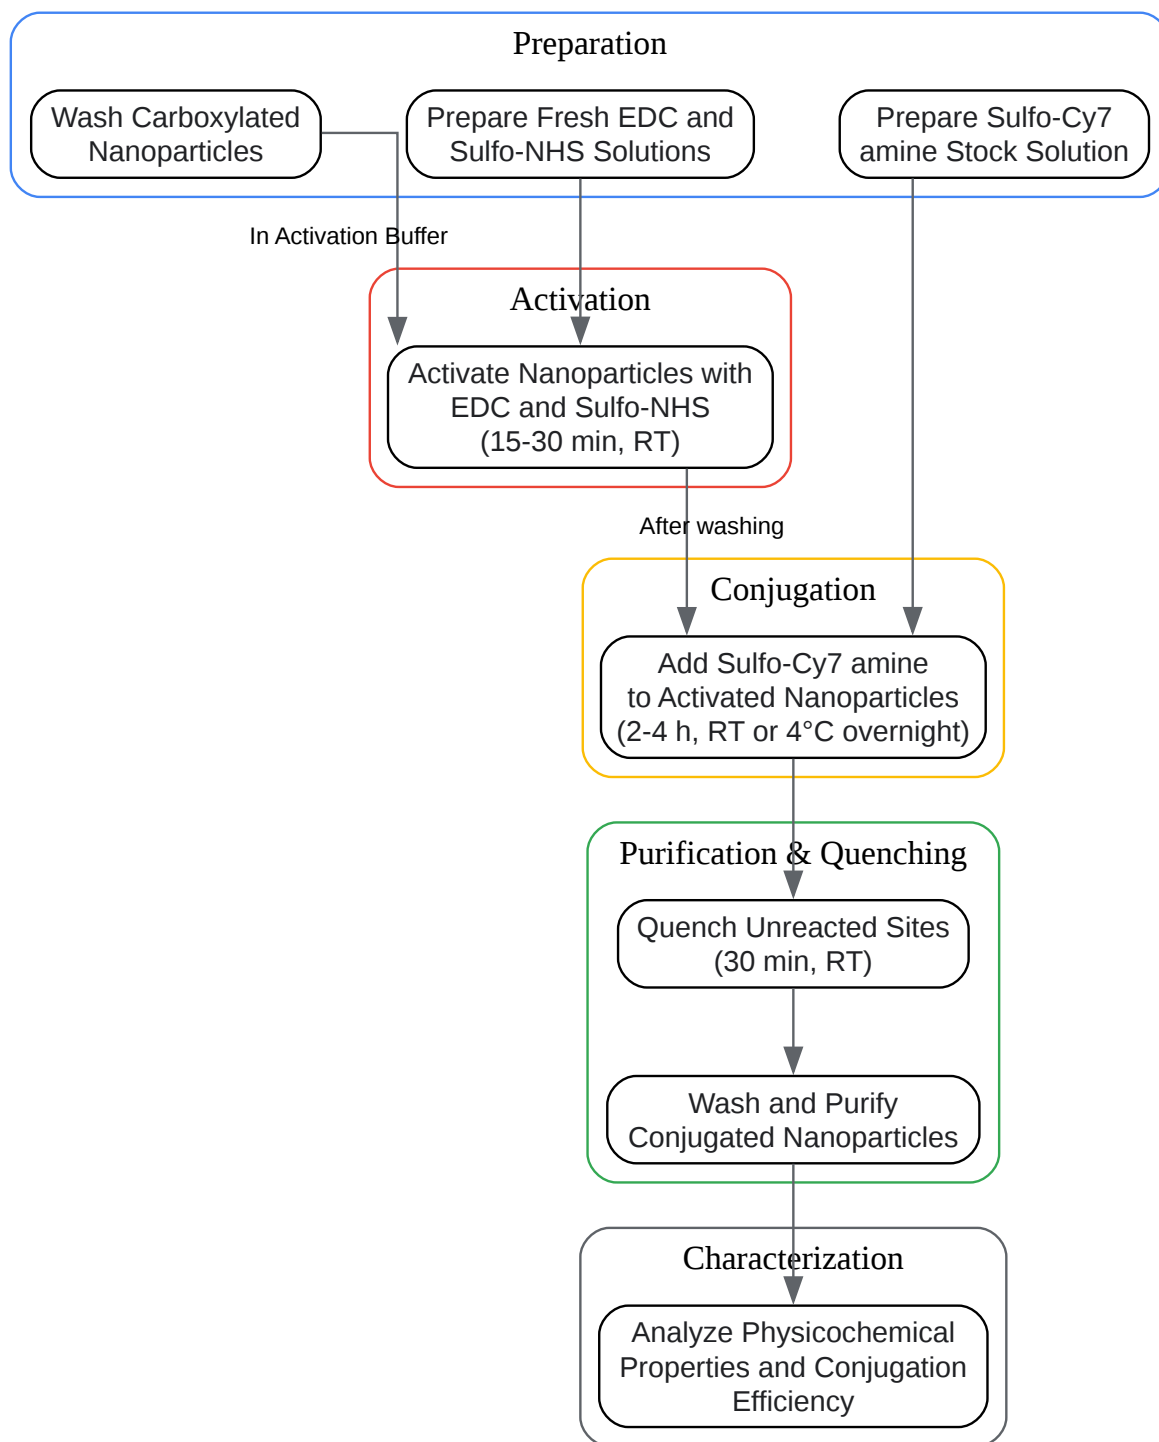 Preparation
Wash Carboxylated
Nanoparticles
Prepare Fresh EDC and
Sulfo-NHS Solutions
Prepare Sulfo-Cy7
amine Stock Solution
In Activation Buffer
Activation
Activate Nanoparticles with
EDC and Sulfo-NHS
(15-30 min, RT)
After washing
Conjugation
Add Sulfo-Cy7 amine
to Activated Nanoparticles
(2-4 h, RT or 4°C overnight)
Purification & Quenching
Quench Unreacted Sites
(30 min, RT)
Wash and Purify
Conjugated Nanoparticles
Characterization
Analyze Physicochemical
Properties and Conjugation
Efficiency